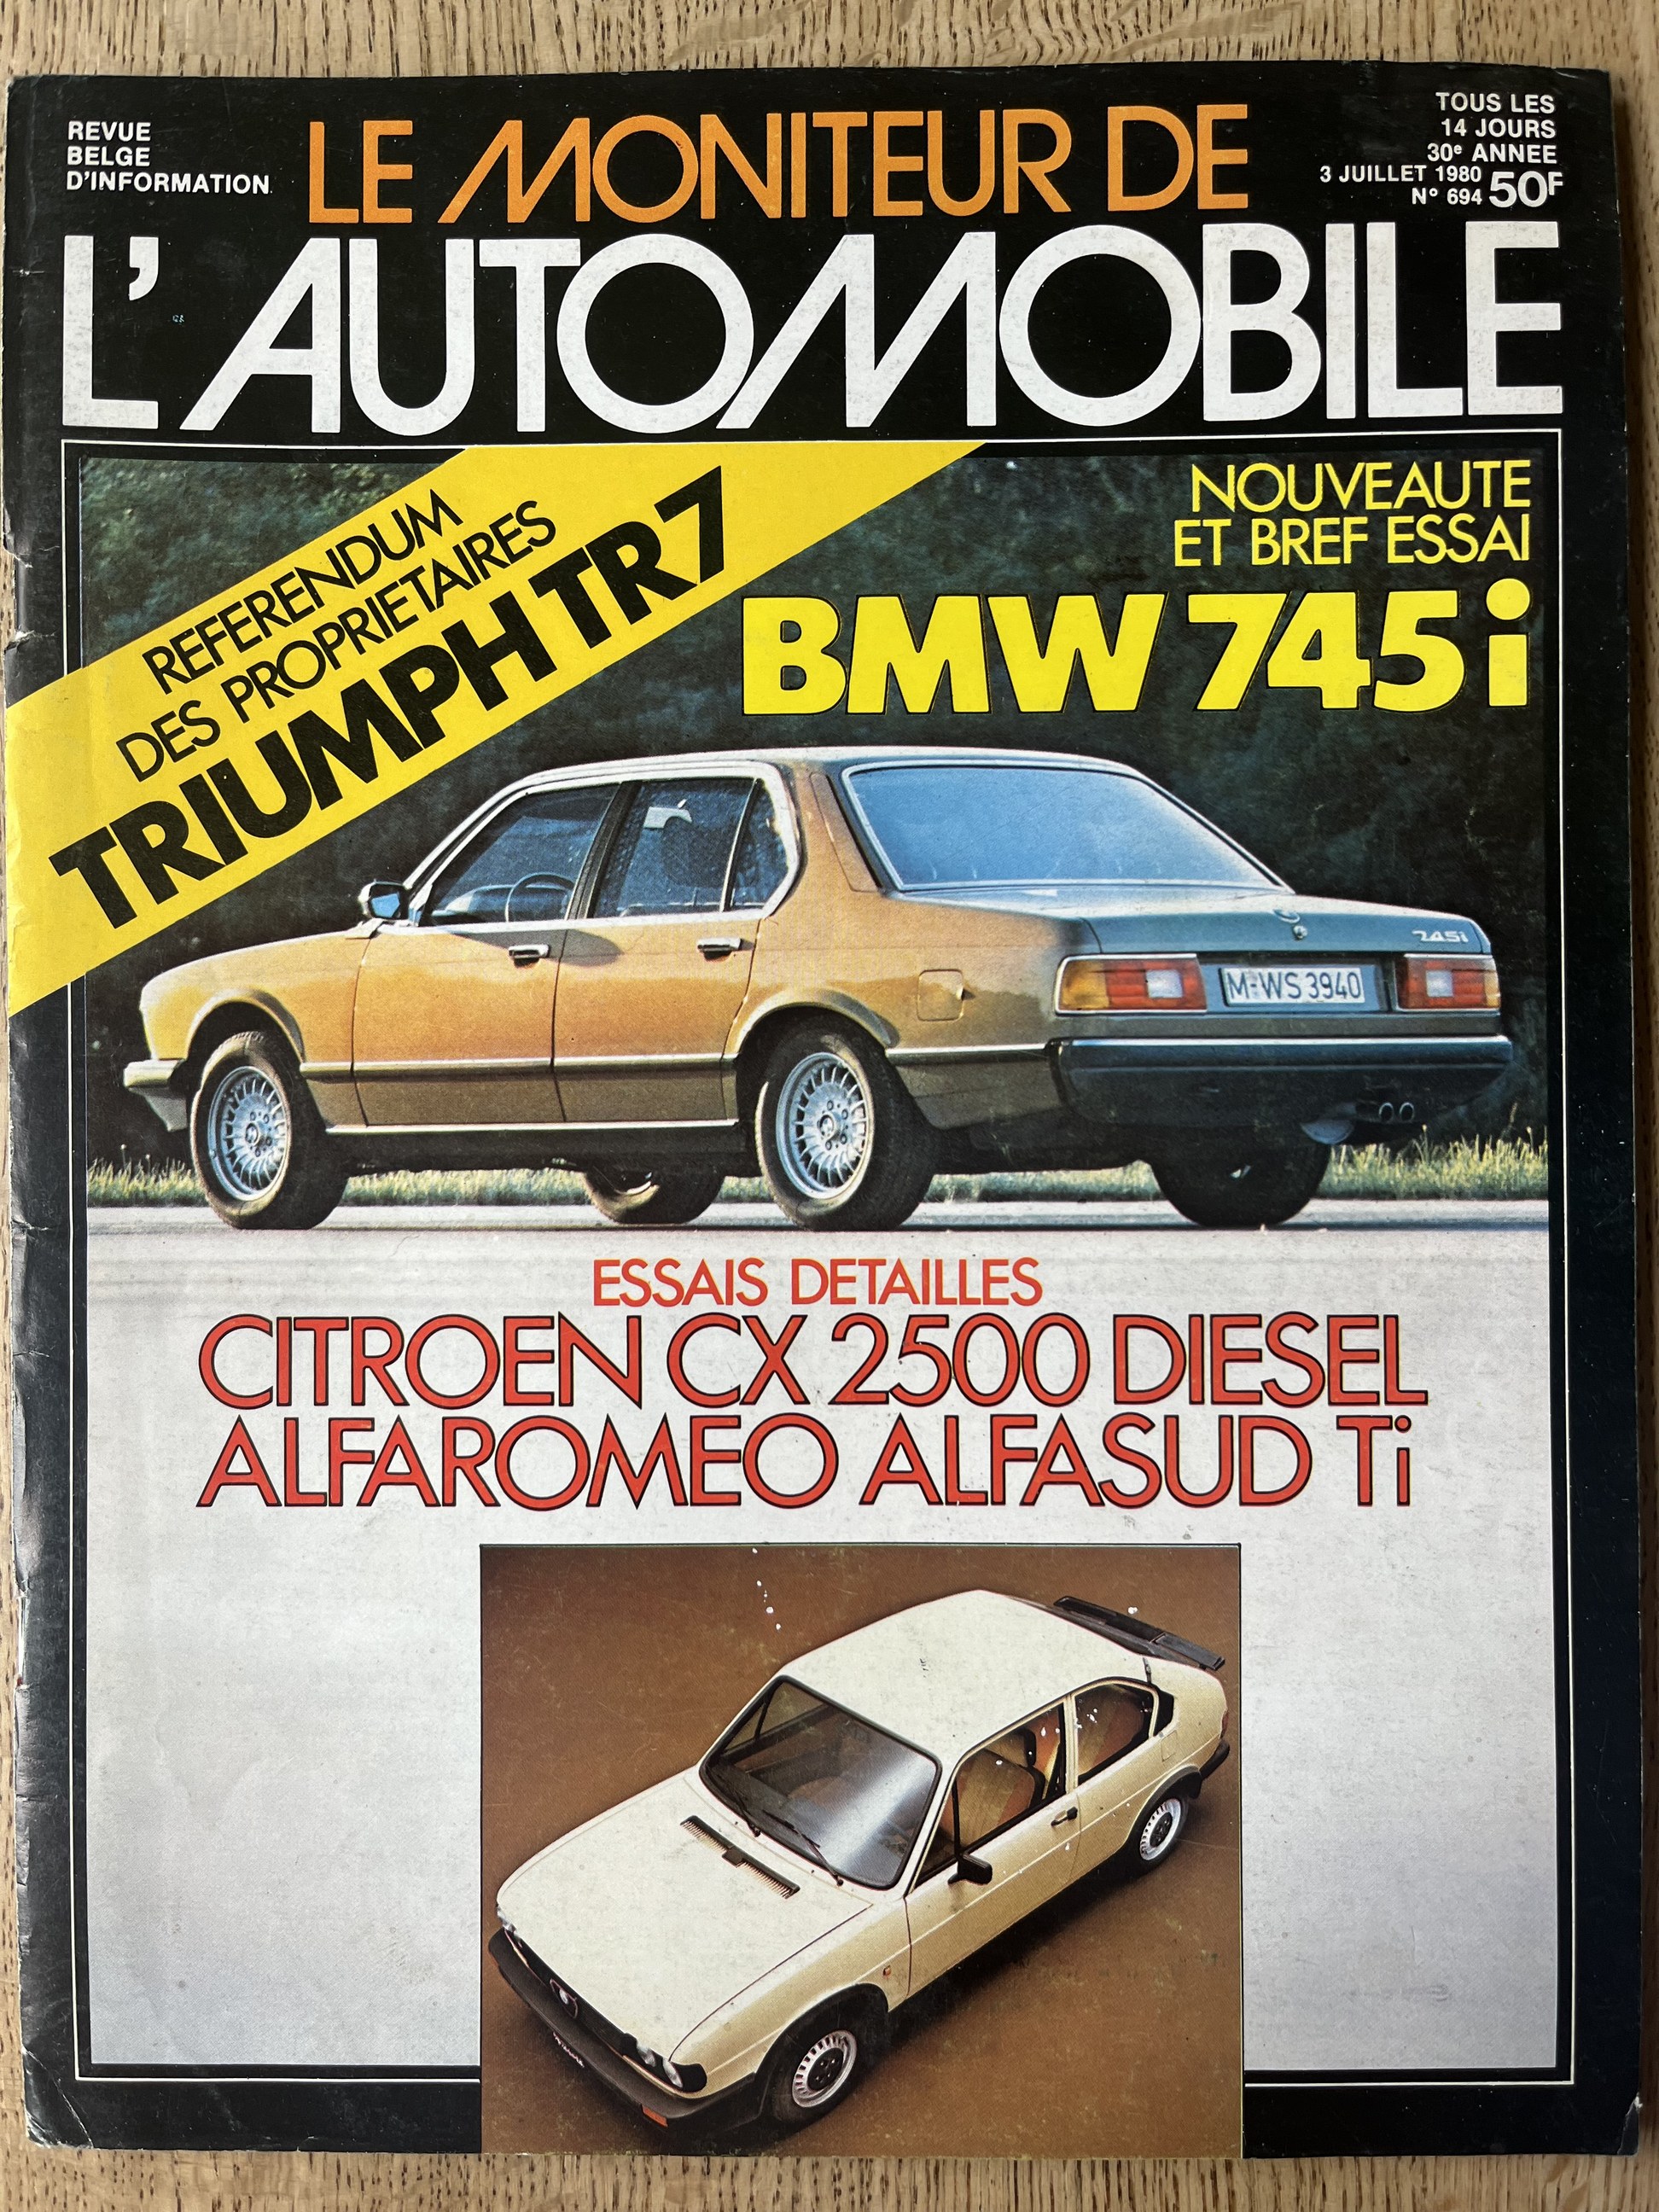 REVUE
BELGE
D'INFORMATION
LE MONITEUR DE
L'AUTOMOBILE
TOUS LES
14 JOURS
30e ANNEE
3 JUILLET 1980
N° 694 50F
REFERENDUM
DES PROPRIETAIRES
TRIUMPH TR7
NOUVEAUTE
ET BREF ESSAI
BMW 745i
745i
M-WS 3940
ESSAIS DETAILLES
CITROEN CX 2500 DIESEL
ALFAROMEO ALFASUD Ti